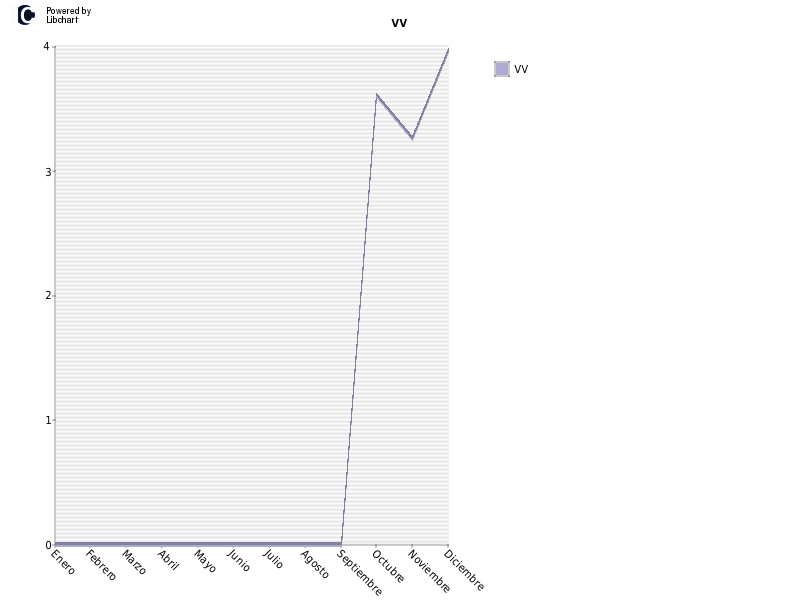 Powered by
Libchart
VV
4
VV
3
2
1
0
Enero
Febrero
Marzo
Abril
Mayo
Junio
Julio
Agosto
Septiembre
Octubre
Noviembre
Diciembre